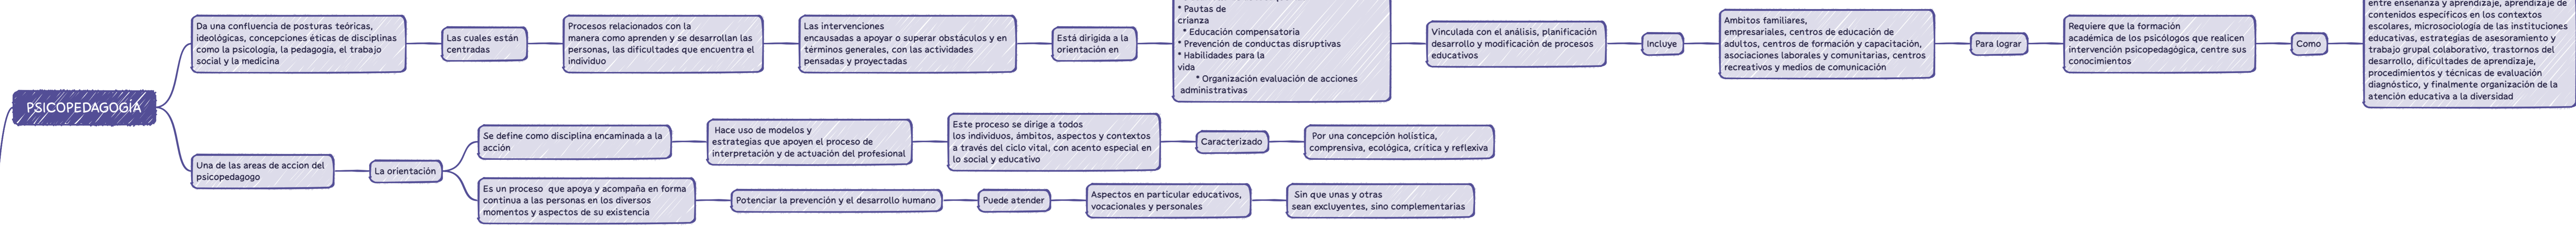 PSICOPEDAGOGÍA
Da una confluencia de posturas teóricas,
ideológicas, concepciones éticas de disciplinas
como la psicología, la pedagogía, el trabajo
social y la medicina
Las cuales están
centradas
Procesos relacionados con la
manera como aprenden y se desarrollan las
personas, las dificultades que encuentra el
individuo
Las intervenciones
encausadas a apoyar o superar obstáculos y en
términos generales, con las actividades
pensadas y proyectadas
Está dirigida a la
orientación en
* Pautas de
crianza
* Educación compensatoria
* Prevención de conductas disruptivas
* Habilidades para la
vida
* Organización evaluación de acciones
administrativas
Vinculada con el análisis, planificación
desarrollo y modificación de procesos
educativos
Incluye
Ambitos familiares,
empresariales, centros de educación de
adultos, centros de formación y capacitación,
asociaciones laborales y comunitarias, centros
recreativos y medios de comunicación
Para lograr
Requiere que la formación
académica de los psicólogos que realicen
intervención psicopedagógica, centre sus
conocimientos
Como
entre enseñanza y aprendizaje, aprendizaje de
contenidos específicos en los contextos
escolares, microsociología de las instituciones
educativas, estrategias de asesoramiento y
trabajo grupal colaborativo, trastornos del
desarrollo, dificultades de aprendizaje,
procedimientos y técnicas de evaluación
diagnóstico, y finalmente organización de la
atención educativa a la diversidad
Una de las areas de accion del
psicopedagogo
La orientación
Se define como disciplina encaminada a la
acción
Hace uso de modelos y
estrategias que apoyen el proceso de
interpretación y de actuación del profesional
Este proceso se dirige a todos
los individuos, ámbitos, aspectos y contextos
a través del ciclo vital, con acento especial en
lo social y educativo
Caracterizado
Por una concepción holística,
comprensiva, ecológica, crítica y reflexiva
Es un proceso que apoya y acompaña en forma
continua a las personas en los diversos
momentos y aspectos de su existencia
Potenciar la prevención y el desarrollo humano
Puede atender
Aspectos en particular educativos,
vocacionales y personales
Sin que unas y otras
sean excluyentes, sino complementarias